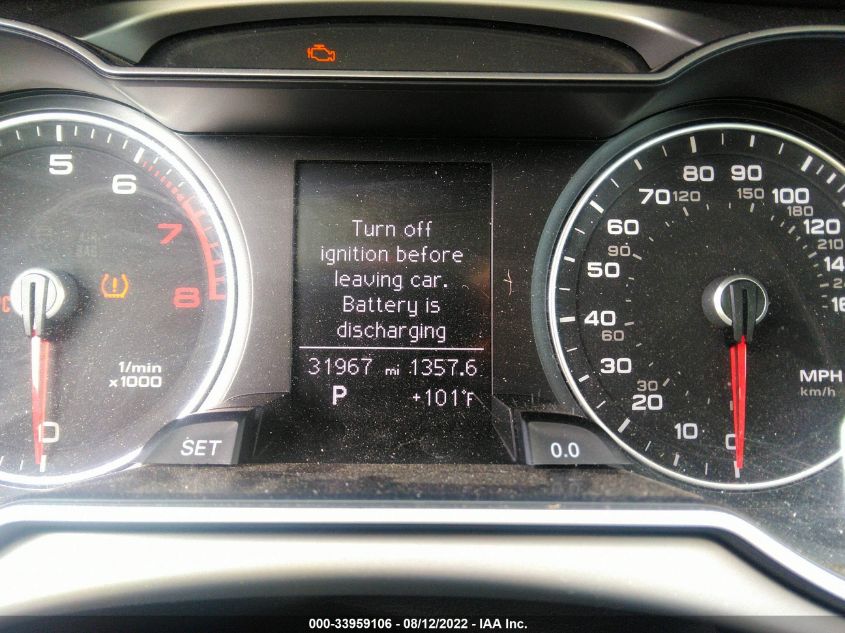 Turn off
ignition before
leaving car.
Battery is
discharging
31967 mi 1357.6
P +101°F
5
6
7
8
0
1/min
x1000
SET
0.0
0
10
20
30
40
50
60
70
80
90
100
120
30
60
90
120
150
180
210
MPH
km/h
000-33959106 - 08/12/2022 - IAA Inc.